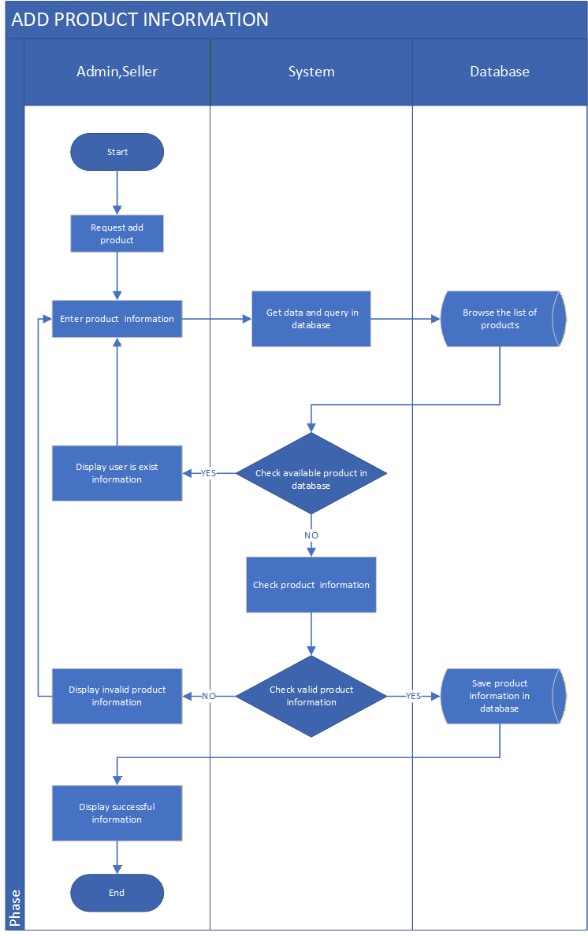 ADD PRODUCT INFORMATION
Admin,Seller
System
Database
Start
Request add
product
Enter product information
Get data and query in
database
Browse the list of
products
Display user is exist
information
YES
Check available product in
database
NO
Check product information
Display invalid product
information
NO
Check valid product
information
YES
Save product
information in
database
Display successful
information
End
Phase